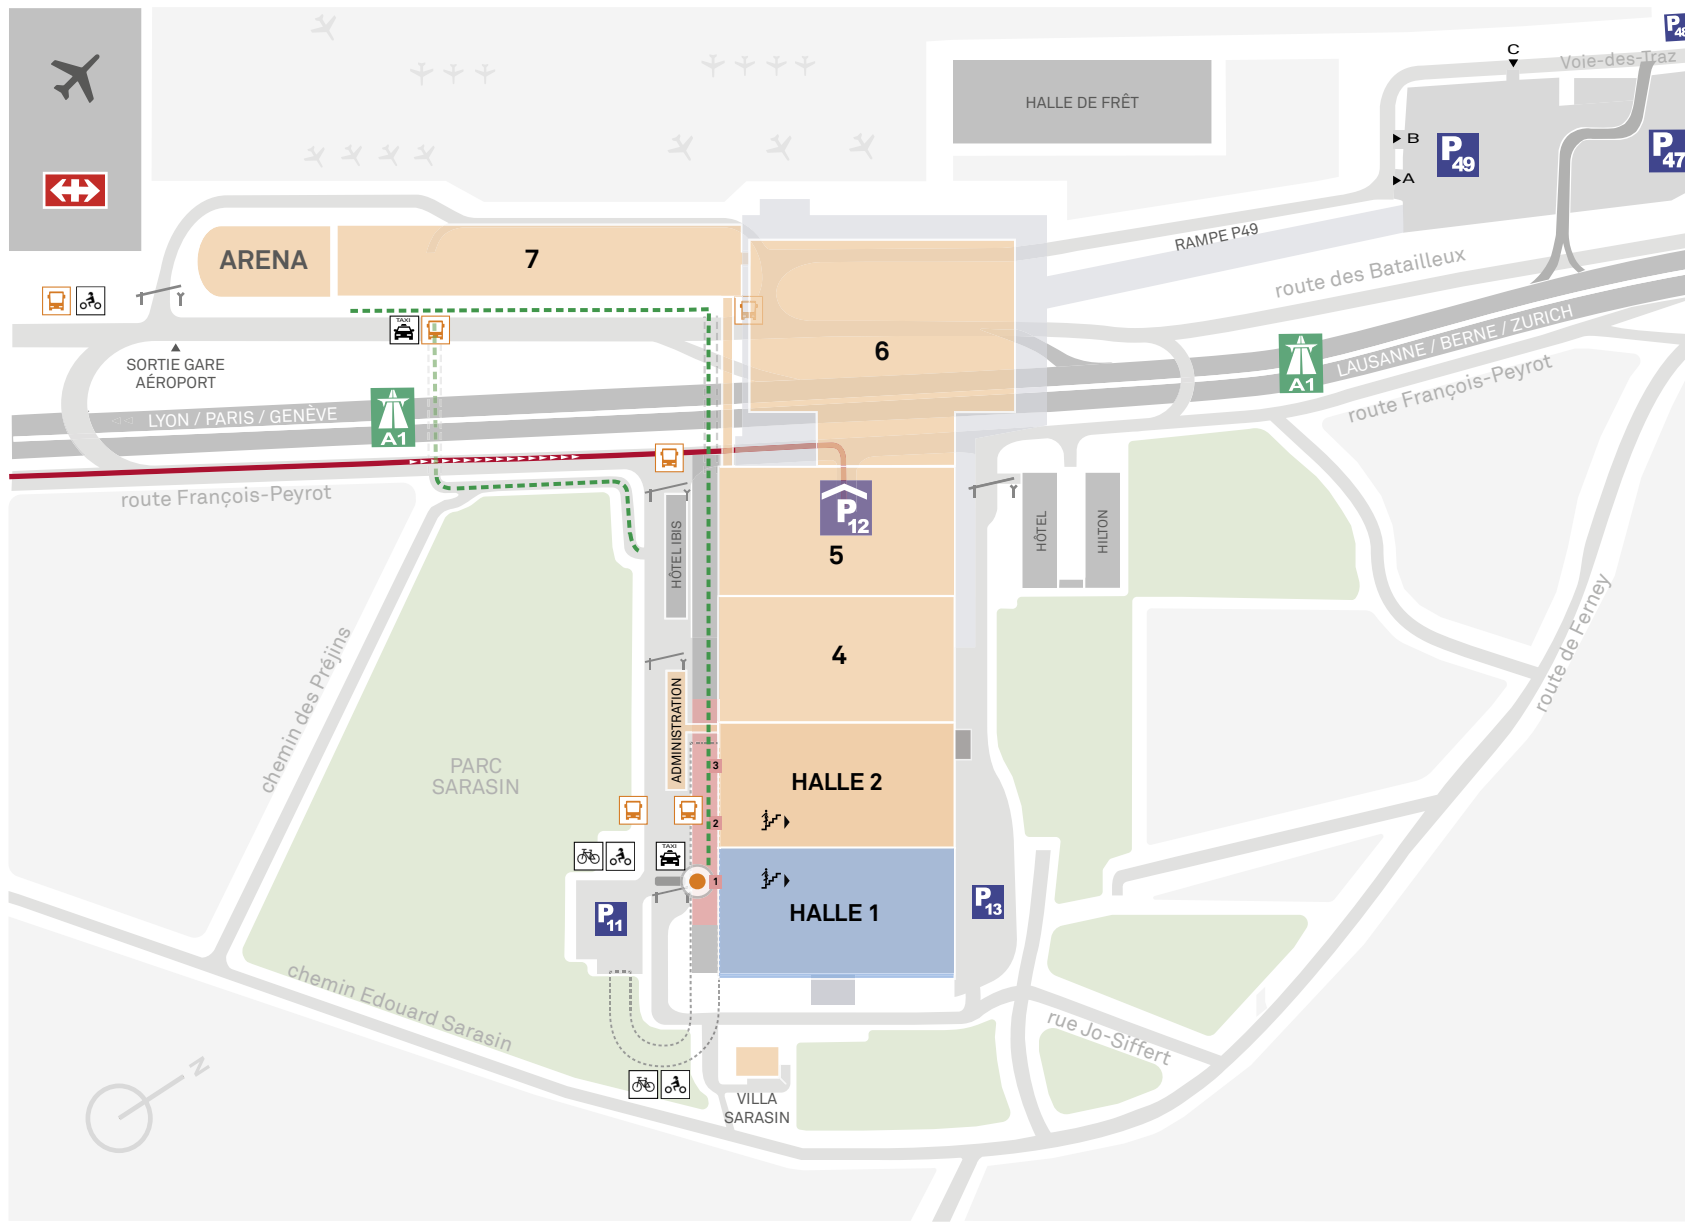 C
Voie-des-Traz
P48
HALLE DE FRÊT
B
P49
P47
A
RAMPE P49
ARENA
7
route des Batailleux
TAXI
6
SORTIE GARE
AÉROPORT
LAUSANNE / BERNE / ZURICH
A1
route François-Peyrot
LYON / PARIS / GENÈVE
A1
route François-Peyrot
P12
HÔTEL IBIS
5
HÔTEL
HILTON
4
chemin des Préjins
route de Ferney
ADMINISTRATION
PARC
SARASIN
3
HALLE 2
2
TAXI
1
HALLE 1
P11
P13
chemin Edouard Sarasin
rue Jo-Siffert
N
VILLA
SARASIN